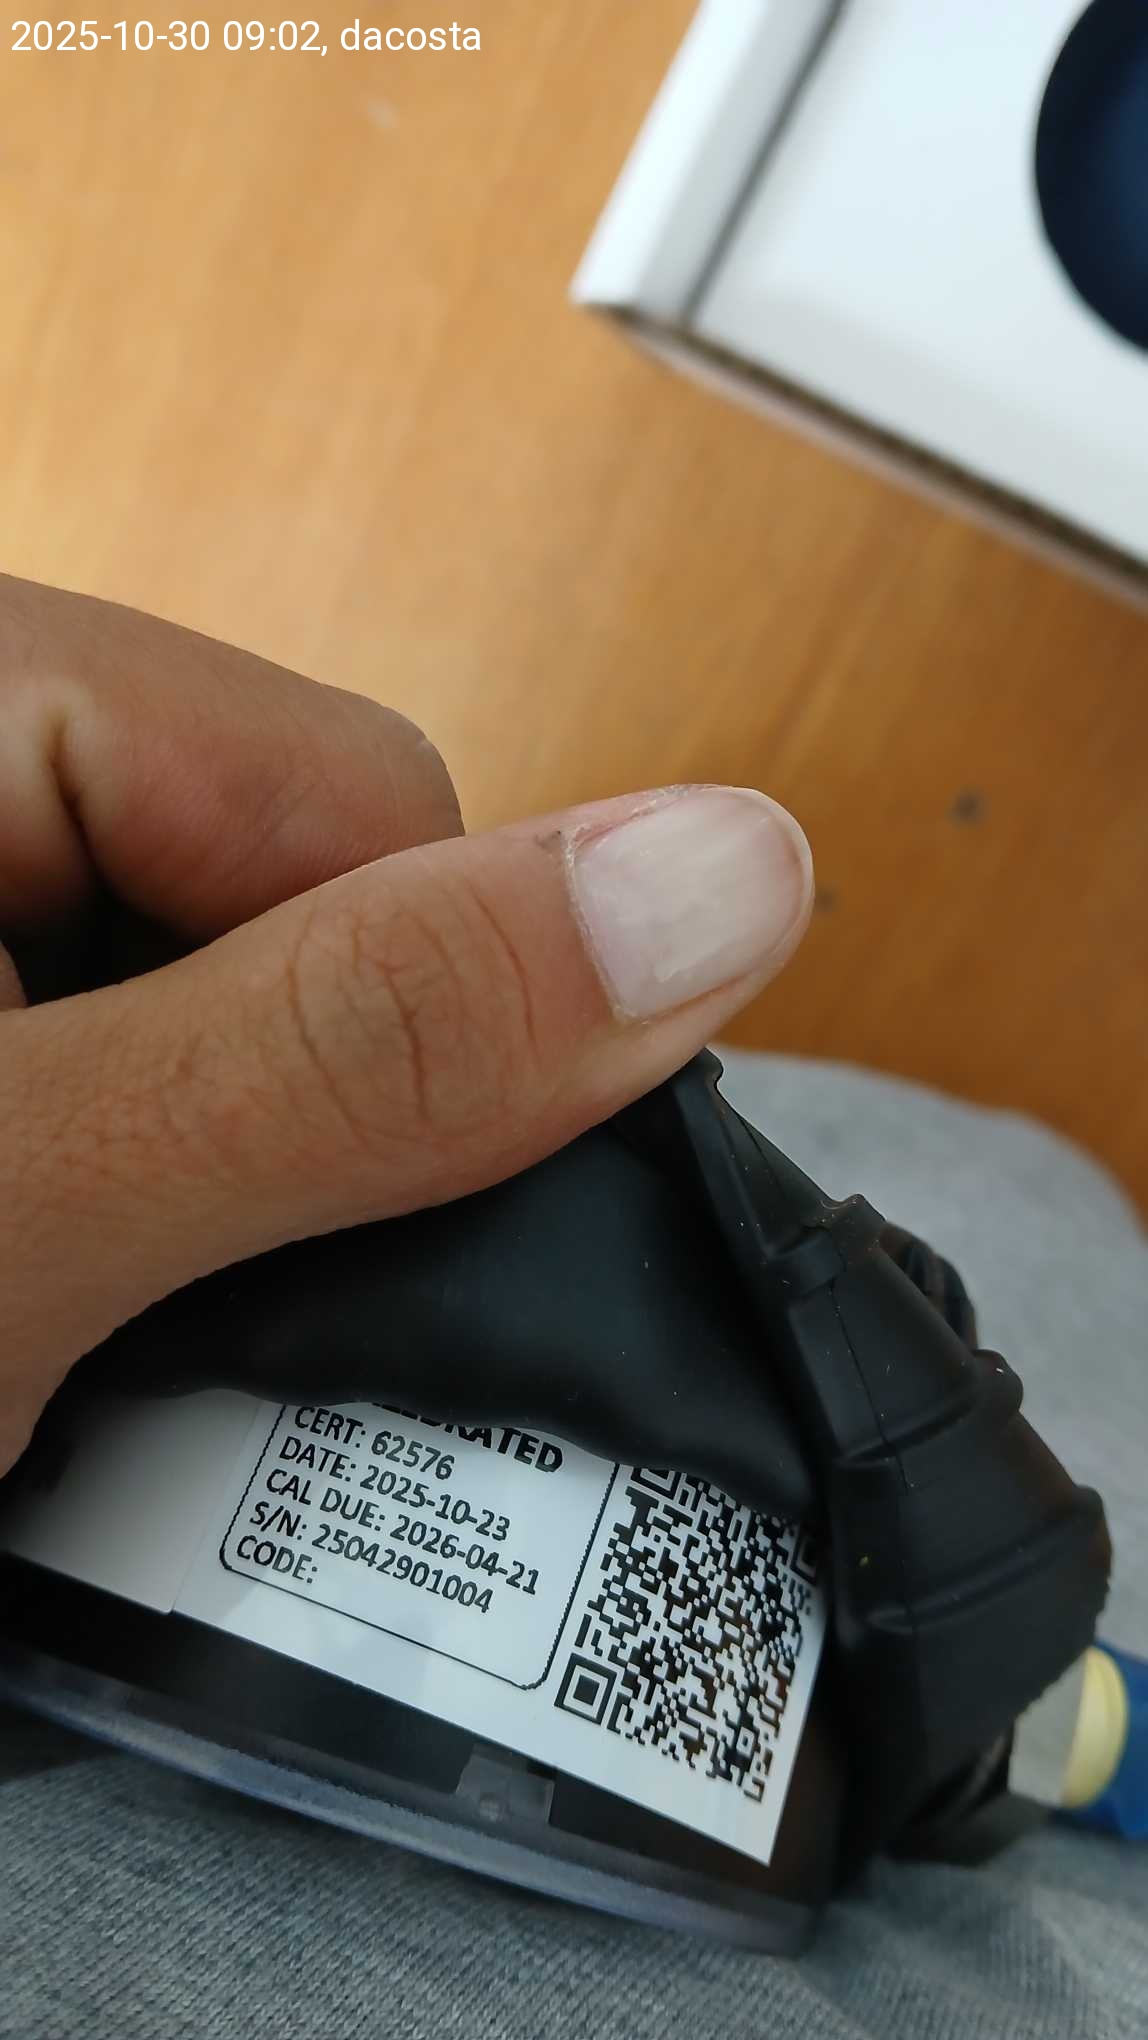 2025-10-30 09:02, dacosta
CERT: 62576
DATE: 2025-10-23
CAL DUE: 2026-04-21
S/N: 25042901004
CODE: